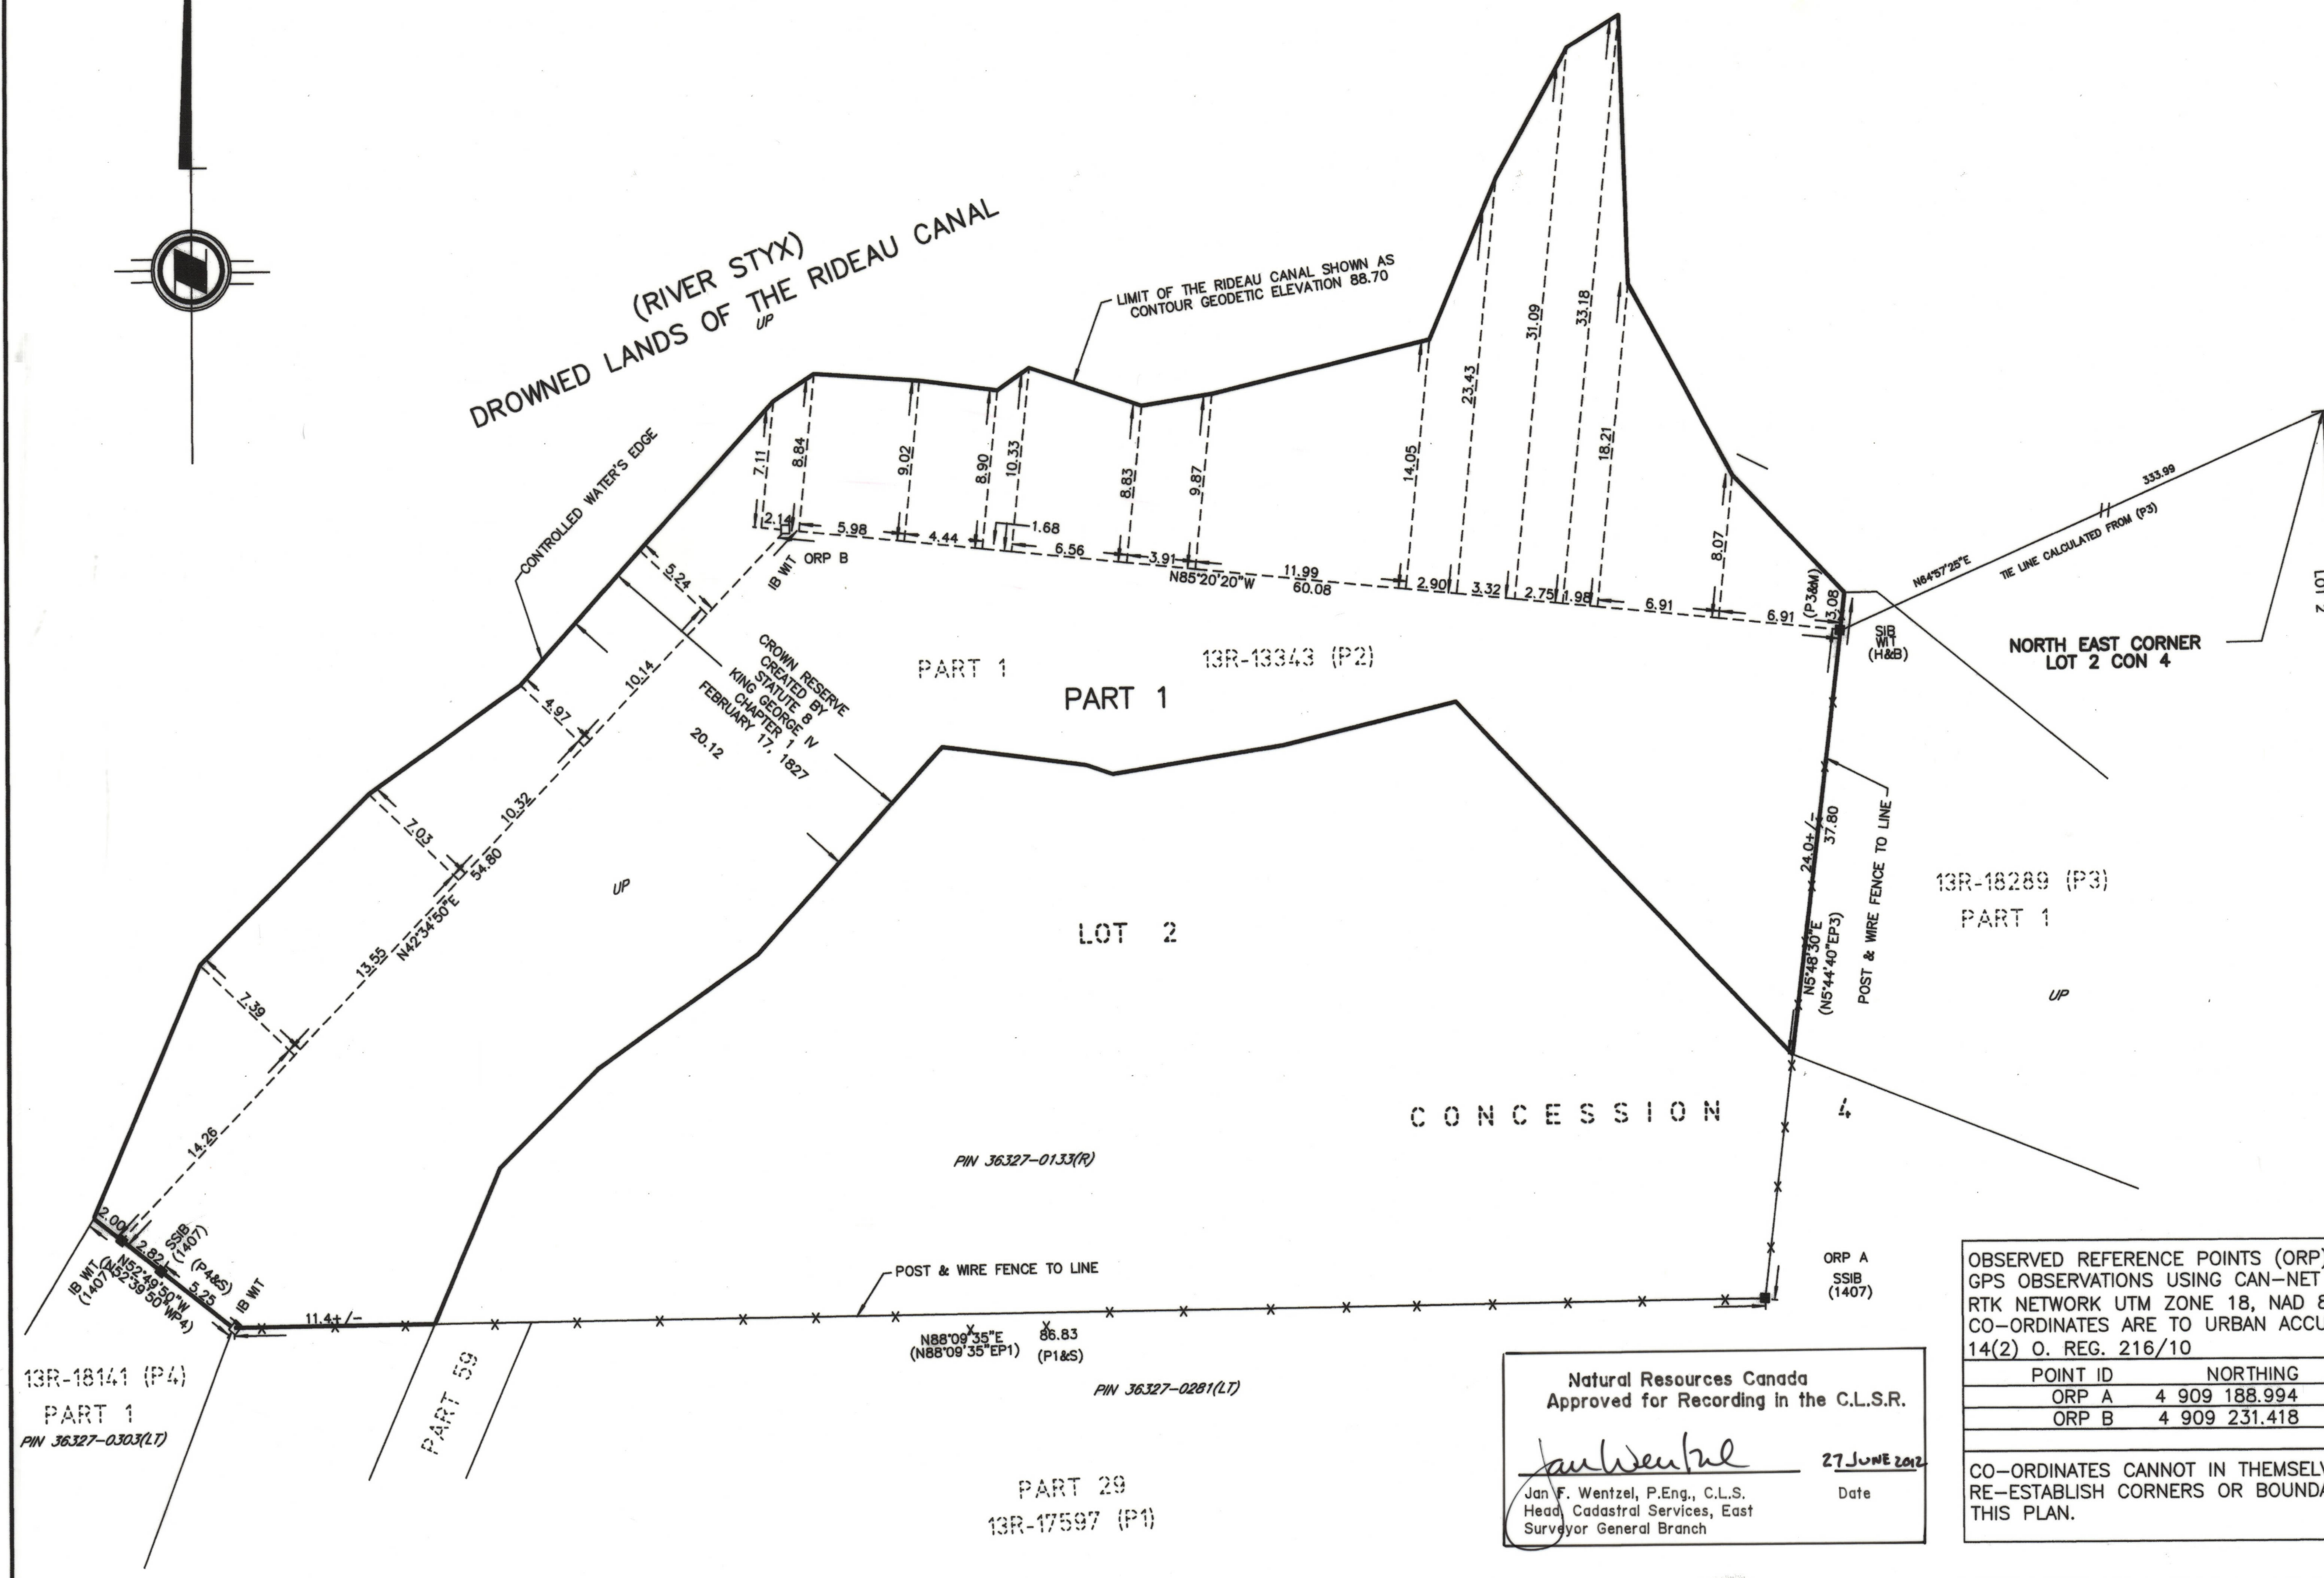 (RIVER STYX)
DROWNED LANDS OF THE RIDEAU CANAL
UP
LIMIT OF THE RIDEAU CANAL SHOWN AS
CONTOUR GEODETIC ELEVATION 88.70
CONTROLLED WATER'S EDGE
7.11
8.84
9.02
8.90
10.33
8.83
9.87
14.05
23.43
31.09
33.18
18.21
8.07
3.08
(P3&M)
2.14
5.98
4.44
1.68
6.56
3.91
11.99
2.90
3.32
2.75
1.98
6.91
6.91
N85°20'20"W
60.08
IB WIT
ORP B
SIB
WIT
(H&B)
333.99
N64°57'25"E
TIE LINE CALCULATED FROM (P3)
LOT 2
NORTH EAST CORNER
LOT 2 CON 4
5.24
10.14
4.97
10.32
7.03
54.80
N42°34'50"E
13.55
7.39
14.26
CROWN RESERVE
CREATED BY
STATUTE 8
KING GEORGE IV
CHAPTER 1
FEBRUARY 17, 1827
20.12
PART 1
13R-13343 (P2)
PART 1
UP
LOT 2
24.0+/-
37.80
N5°48'30"E
(N5°44'40"EP3)
POST & WIRE FENCE TO LINE
13R-18289 (P3)
PART 1
UP
CONCESSION 4
PIN 36327-0133(R)
2.00
2.82
5.25
SSIB
(1407)
(P4&S)
IB WIT
(1407)
N52°49'50"W
(N52°39'50"WP4)
IB WIT
11.4+/-
POST & WIRE FENCE TO LINE
N88°09'35"E
(N88°09'35"EP1)
86.83
(P1&S)
ORP A
SSIB
(1407)
13R-18141 (P4)
PART 1
PIN 36327-0303(LT)
PART 59
PIN 36327-0281(LT)
PART 29
13R-17597 (P1)
Natural Resources Canada
Approved for Recording in the C.L.S.R.
Jan Wentzel
27 JUNE 2012
Jan F. Wentzel, P.Eng., C.L.S.
Date
Head, Cadastral Services, East
Surveyor General Branch
OBSERVED REFERENCE POINTS (ORP)
GPS OBSERVATIONS USING CAN-NET
RTK NETWORK UTM ZONE 18, NAD 8
CO-ORDINATES ARE TO URBAN ACCU
14(2) O. REG. 216/10
POINT ID NORTHING
ORP A 4 909 188.994
ORP B 4 909 231.418
CO-ORDINATES CANNOT IN THEMSELV
RE-ESTABLISH CORNERS OR BOUNDA
THIS PLAN.